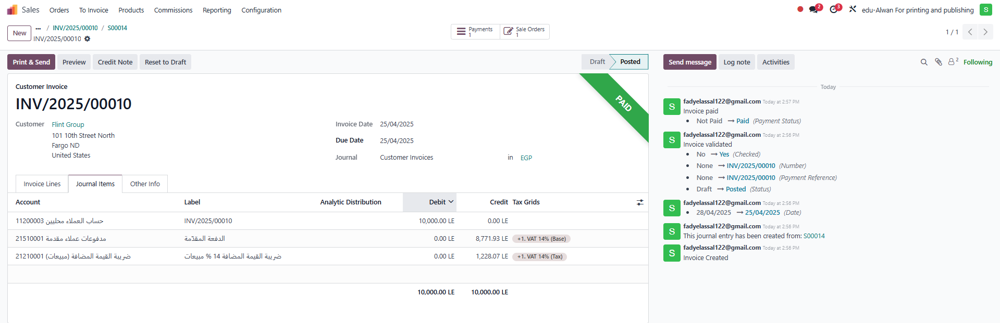 Sales Orders To Invoice Products Commissions Reporting Configuration 2 3 edu-Alwan For printing and publishing S
New ... / INV/2025/00010 / S00014
INV/2025/00010
Payments 1 Sale Orders 1
1 / 1
Print & Send Preview Credit Note Reset to Draft Draft Posted
Send message Log note Activities 2 Following
Customer Invoice
INV/2025/00010
PAID
Customer Flint Group
101 10th Street North
Fargo ND
United States
Invoice Date 25/04/2025
Due Date 25/04/2025
Journal Customer Invoices in EGP
Invoice Lines Journal Items Other Info
Account Label Analytic Distribution Debit Credit Tax Grids
11200003 حساب العملاء محليين INV/2025/00010 10,000.00 LE 0.00 LE
21510001 مدفوعات عملاء مقدمة الدفعة المقدّمة 0.00 LE 8,771.93 LE +1. VAT 14% (Base)
21210001 ضريبة القيمة المضافة (مبيعات) ضريبة القيمة المضافة 14 % مبيعات 0.00 LE 1,228.07 LE +1. VAT 14% (Tax)
10,000.00 LE 10,000.00 LE
Today
S fadyelassal122@gmail.com Today at 2:57 PM
Invoice paid
• Not Paid → Paid (Payment Status)
S fadyelassal122@gmail.com Today at 2:56 PM
Invoice validated
• No → Yes (Checked)
• None → INV/2025/00010 (Number)
• None → INV/2025/00010 (Payment Reference)
• Draft → Posted (Status)
S fadyelassal122@gmail.com Today at 2:56 PM
• 28/04/2025 → 25/04/2025 (Date)
S fadyelassal122@gmail.com Today at 2:56 PM
This journal entry has been created from: S00014
S fadyelassal122@gmail.com Today at 2:56 PM
Invoice Created